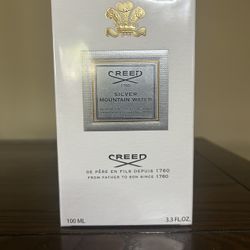 CREED
1760
SILVER
MOUNTAIN WATER
CREED
DE PÈRE EN FILS DEPUIS 1760
FROM FATHER TO SON SINCE 1760
100 ML
3.3 FL.OZ.